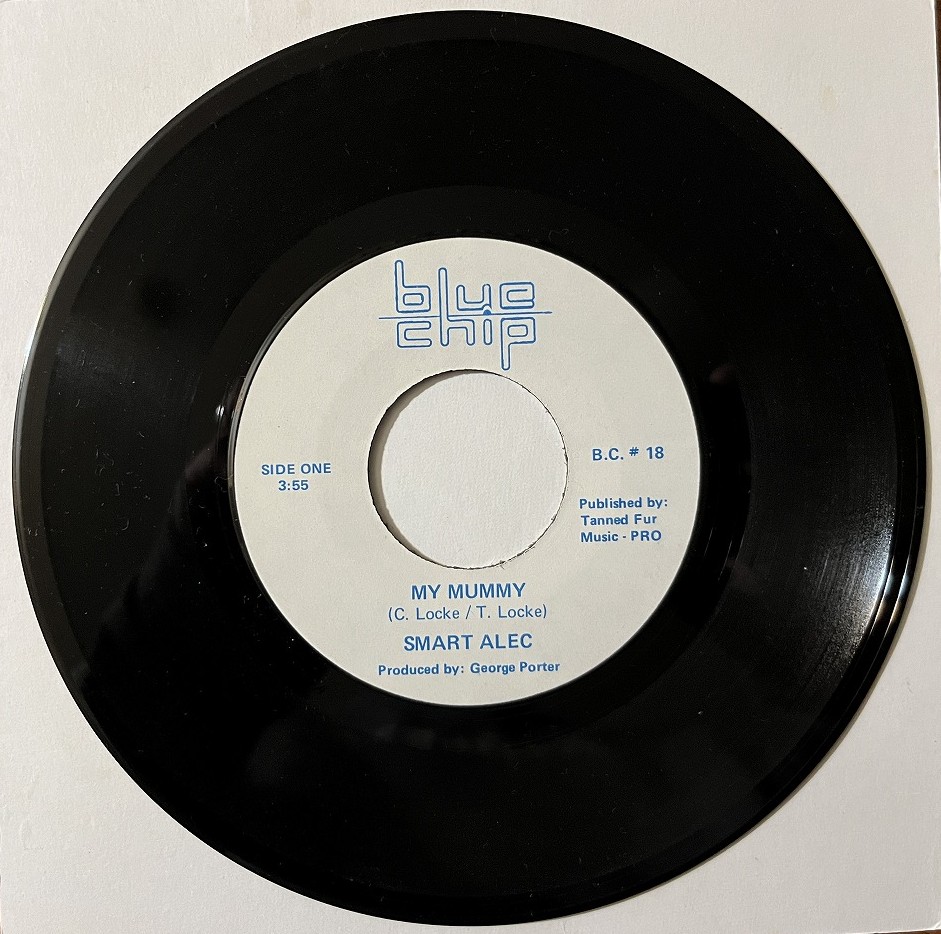 blue
chip
SIDE ONE
3:55
B.C. # 18
Published by:
Tanned Fur
Music - PRO
MY MUMMY
(C. Locke / T. Locke)
SMART ALEC
Produced by: George Porter